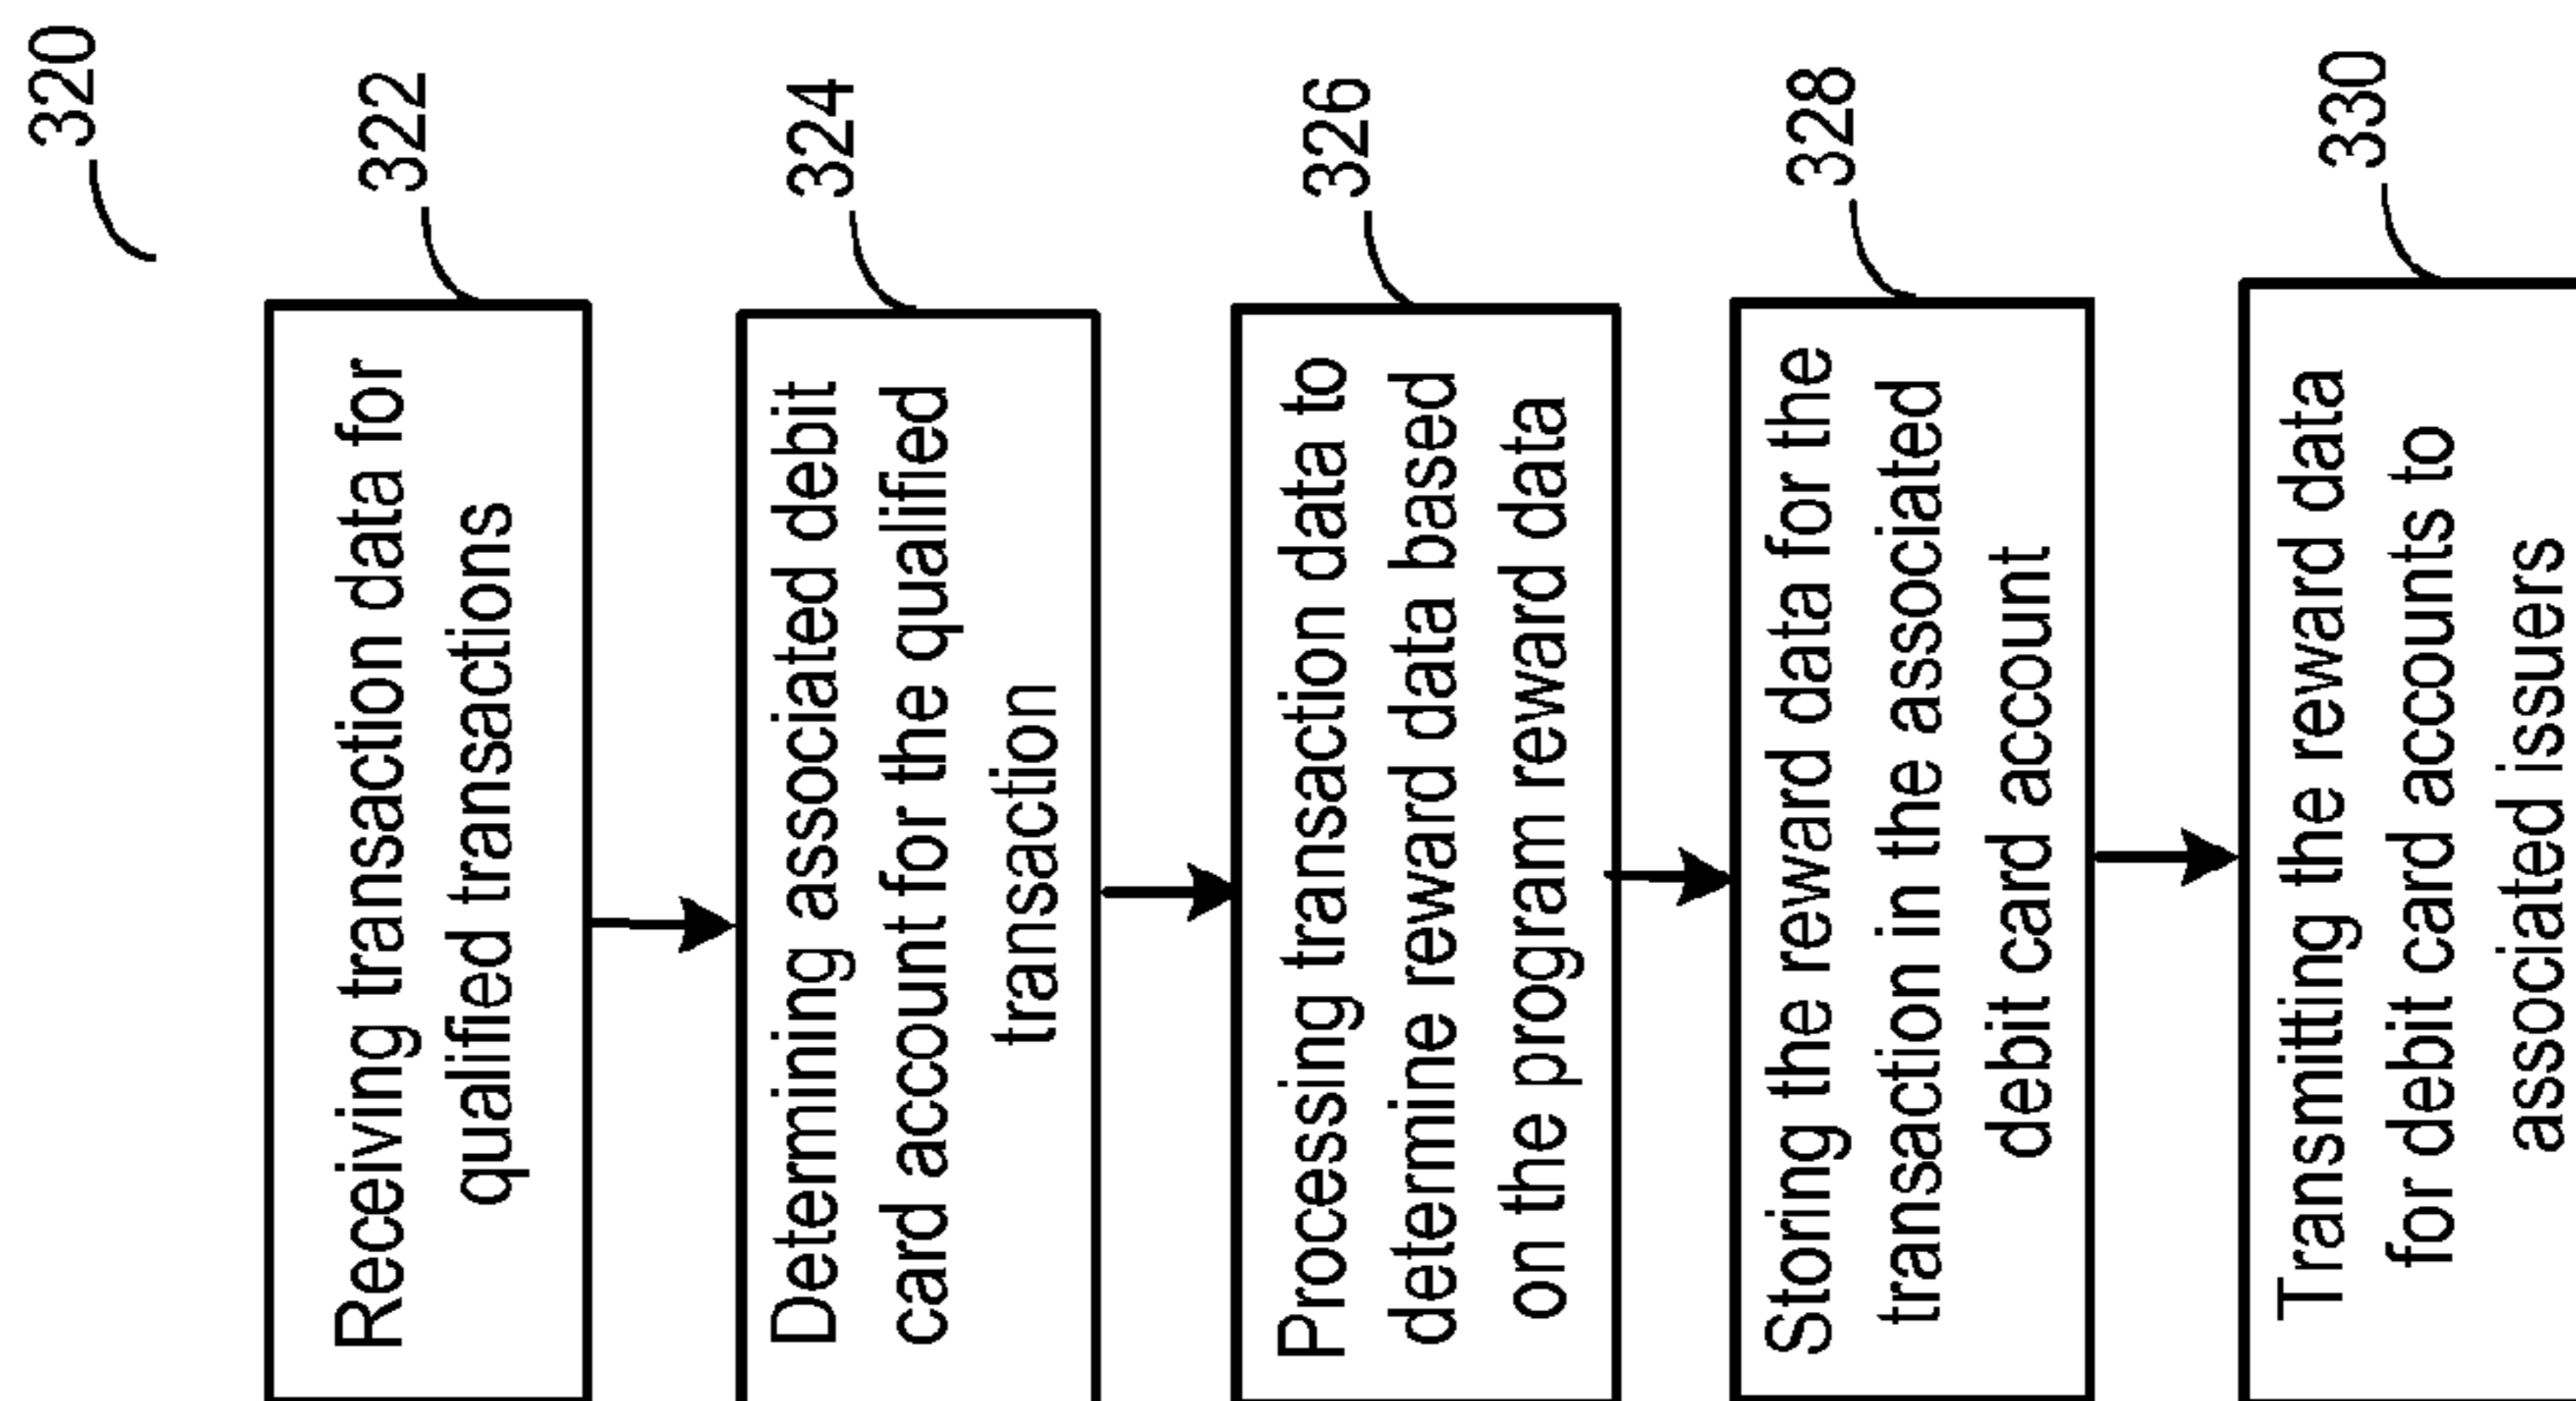 320
322
Receiving transaction data for
qualified transactions
324
Determining associated debit
card account for the qualified
transaction
326
Processing transaction data to
determine reward data based
on the program reward data
328
Storing the reward data for the
transaction in the associated
debit card account
330
Transmitting the reward data
for debit card accounts to
associated issuers